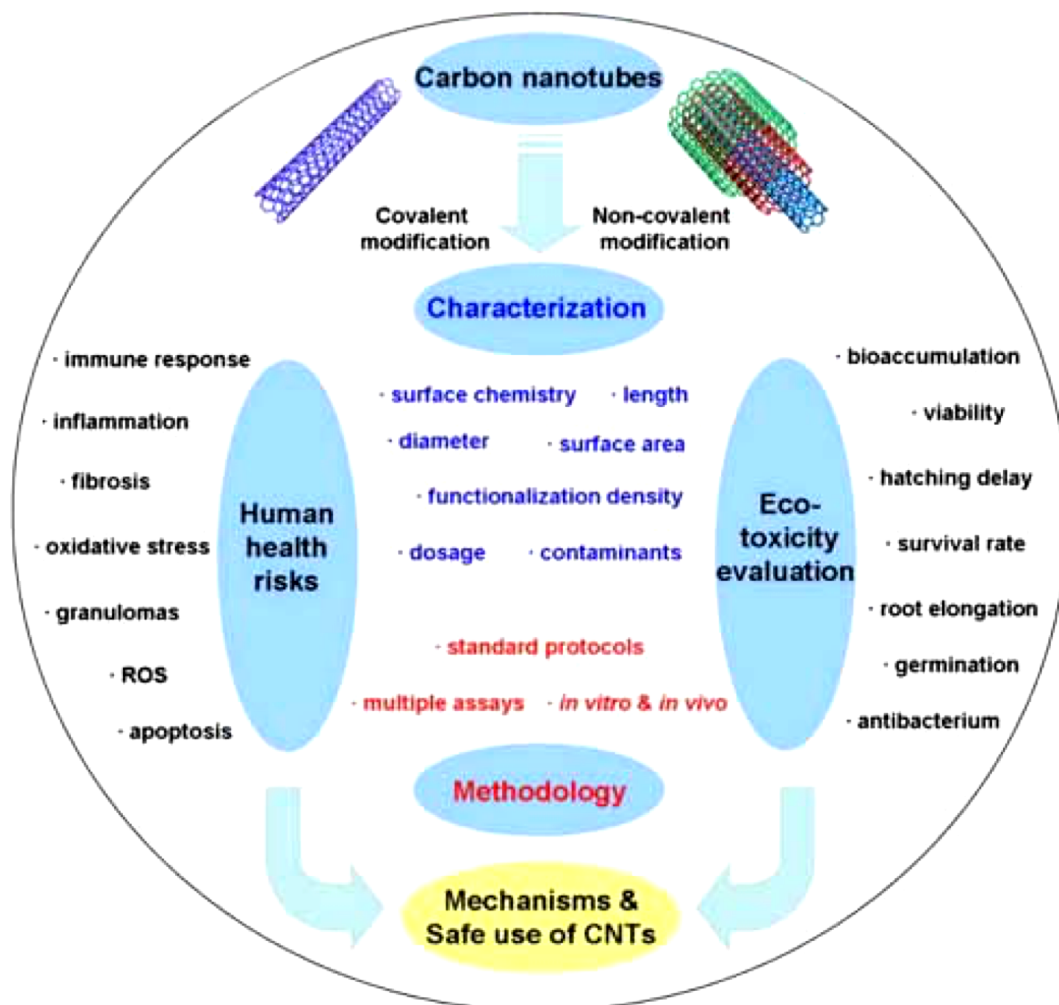 Carbon nanotubes
Covalent
modification
Non-covalent
modification
Characterization
· immune response
· inflammation
· fibrosis
· oxidative stress
· granulomas
· ROS
· apoptosis
Human
health
risks
· surface chemistry · length
· diameter · surface area
· functionalization density
· dosage · contaminants
· standard protocols
· multiple assays · in vitro & in vivo
Methodology
Eco-
toxicity
evaluation
· bioaccumulation
· viability
· hatching delay
· survival rate
· root elongation
· germination
· antibacterium
Mechanisms &
Safe use of CNTs